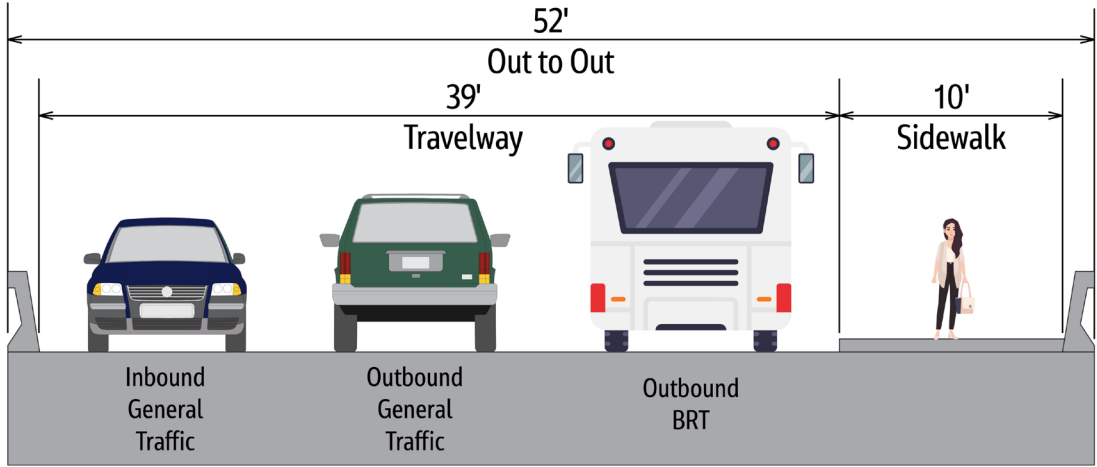 52'
Out to Out
39'
Travelway
10'
Sidewalk
Inbound
General
Traffic
Outbound
General
Traffic
Outbound
BRT